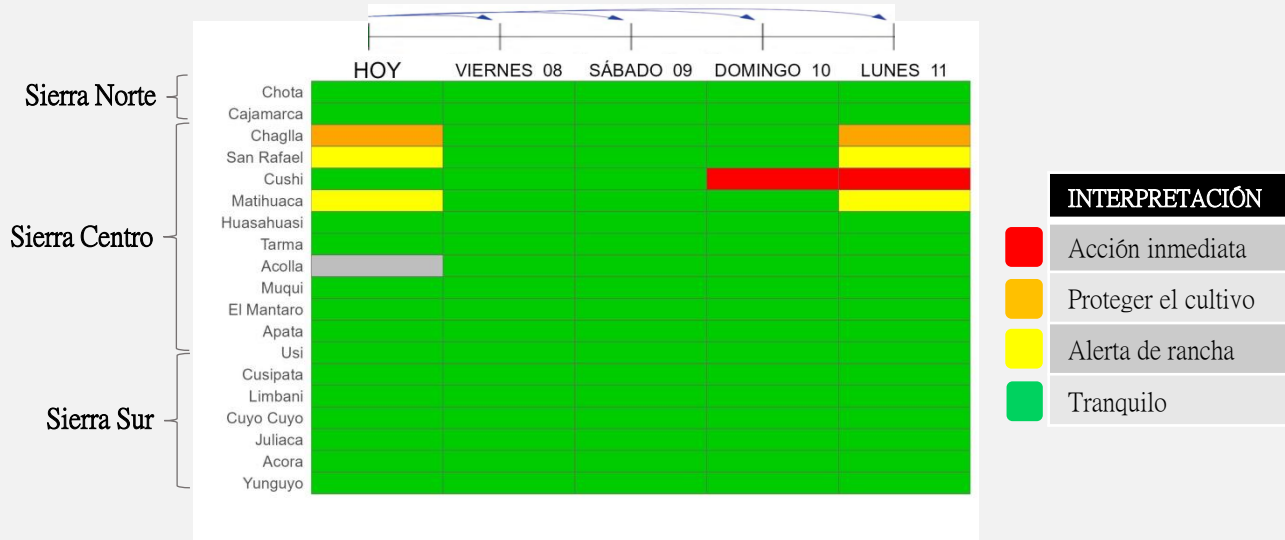 HOY VIERNES 08 SÁBADO 09 DOMINGO 10 LUNES 11
Sierra Norte
Chota
Cajamarca
Sierra Centro
Chaglla
San Rafael
Cushi
Matihuaca
Huasahuasi
Tarma
Acolla
Muqui
El Mantaro
Apata
Sierra Sur
Usi
Cusipata
Limbani
Cuyo Cuyo
Juliaca
Acora
Yunguyo
INTERPRETACIÓN
Acción inmediata
Proteger el cultivo
Alerta de rancha
Tranquilo